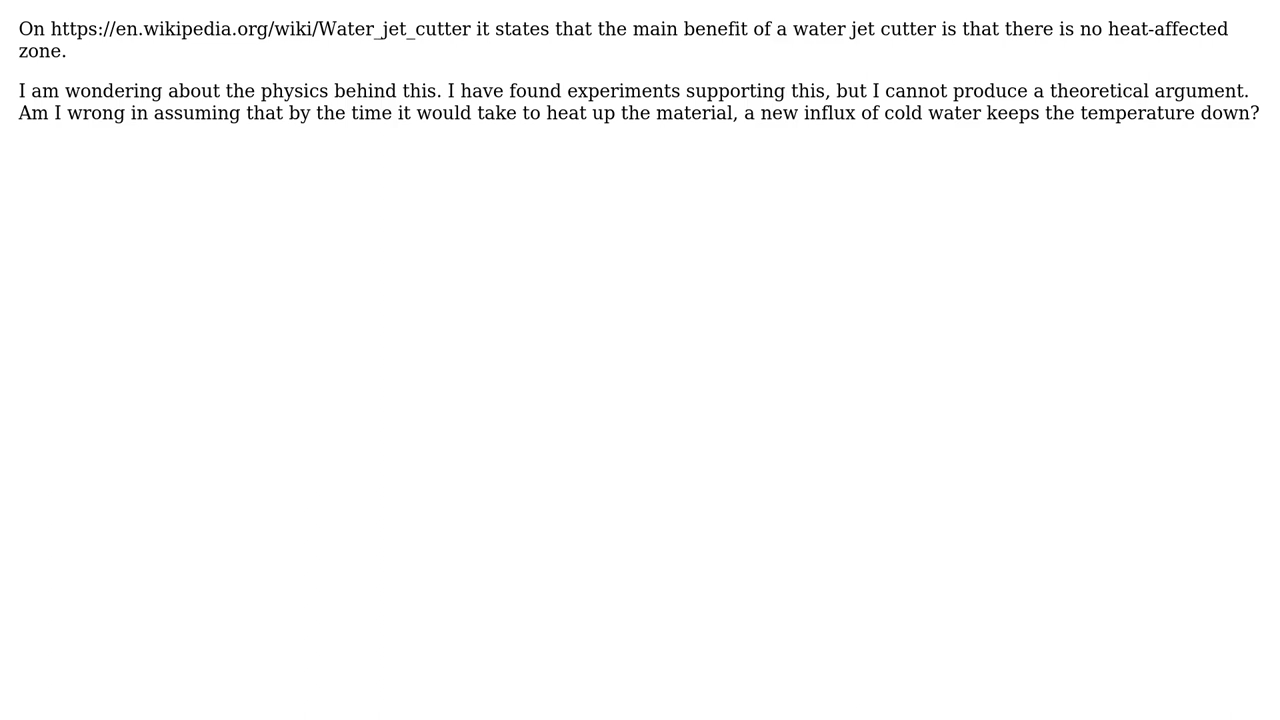 On https://en.wikipedia.org/wiki/Water_jet_cutter it states that the main benefit of a water jet cutter is that there is no heat-affected
zone.
I am wondering about the physics behind this. I have found experiments supporting this, but I cannot produce a theoretical argument.
Am I wrong in assuming that by the time it would take to heat up the material, a new influx of cold water keeps the temperature down?